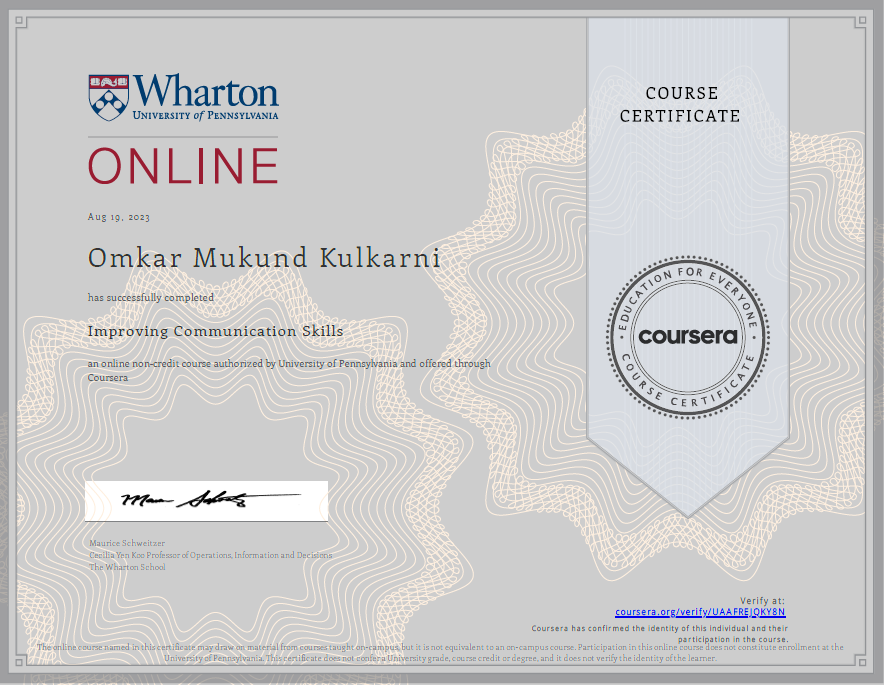 Wharton
UNIVERSITY of PENNSYLVANIA
ONLINE
Aug 19, 2023
Omkar Mukund Kulkarni
has successfully completed
Improving Communication Skills
an online non-credit course authorized by University of Pennsylvania and offered through
Coursera
Maurice Schweitzer
Cecilia Yen Koo Professor of Operations, Information and Decisions
The Wharton School
COURSE
CERTIFICATE
EDUCATION FOR EVERYONE
coursera
COURSE CERTIFICATE
Verify at:
coursera.org/verify/UAAFREJQKY8N
Coursera has confirmed the identity of this individual and their
participation in the course.
The online course named in this certificate may draw on material from courses taught on-campus, but it is not equivalent to an on-campus course. Participation in this online course does not constitute enrollment at the
University of Pennsylvania. This certificate does not confer a University grade, course credit or degree, and it does not verify the identity of the learner.